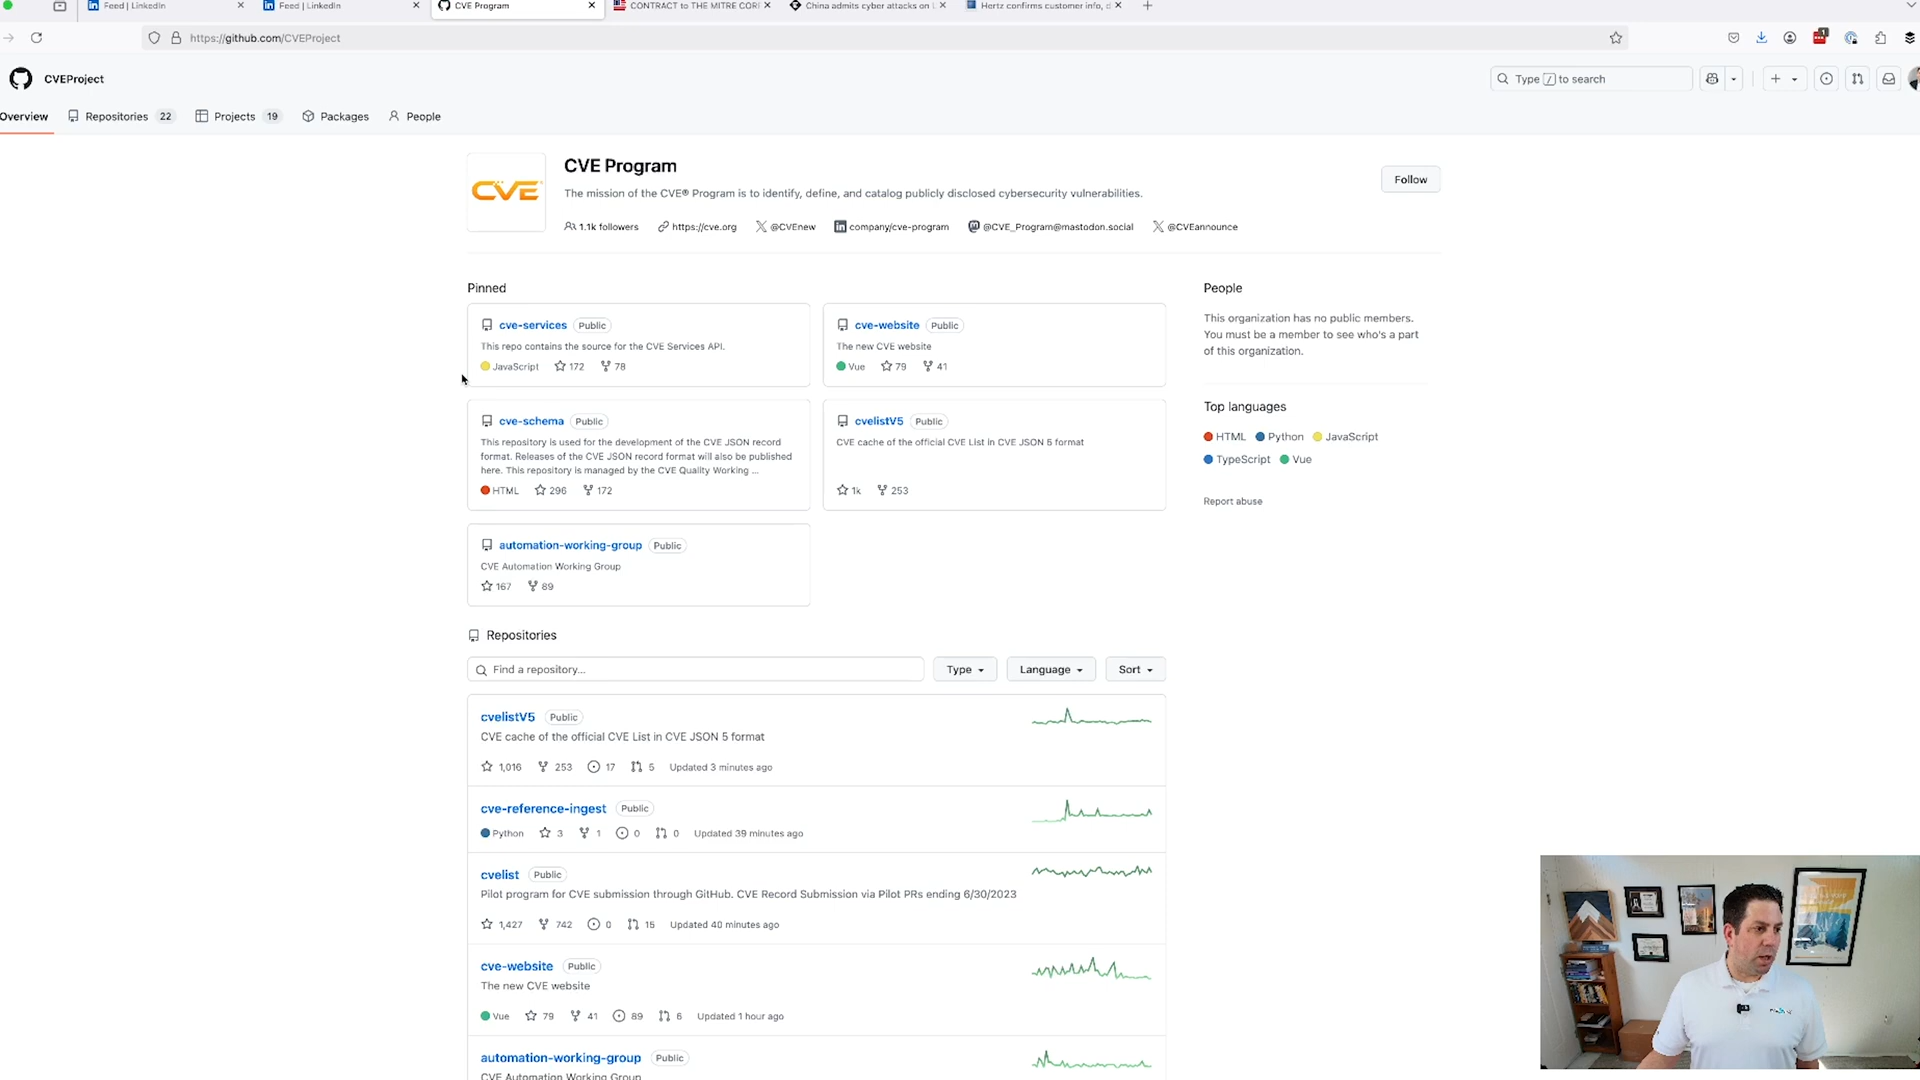 Feed | LinkedIn
Feed | LinkedIn
CVE Program
CONTRACT to THE MITRE COR
China admits cyber attacks on
Hertz confirms customer info, d
https://github.com/CVEProject
CVEProject
Type / to search
Overview
Repositories 22
Projects 19
Packages
People
CVE
CVE Program
The mission of the CVE® Program is to identify, define, and catalog publicly disclosed cybersecurity vulnerabilities.
Follow
1.1k followers
https://cve.org
@CVEnew
company/cve-program
@CVE_Program@mastodon.social
@CVEannounce
Pinned
cve-services Public
This repo contains the source for the CVE Services API.
JavaScript 172 78
cve-website Public
The new CVE website
Vue 79 41
cve-schema Public
This repository is used for the development of the CVE JSON record
format. Releases of the CVE JSON record format will also be published
here. This repository is managed by the CVE Quality Working ...
HTML 296 172
cvelistV5 Public
CVE cache of the official CVE List in CVE JSON 5 format
1k 253
automation-working-group Public
CVE Automation Working Group
167 89
People
This organization has no public members.
You must be a member to see who's a part
of this organization.
Top languages
HTML Python JavaScript
TypeScript Vue
Report abuse
Repositories
Find a repository...
Type
Language
Sort
cvelistV5 Public
CVE cache of the official CVE List in CVE JSON 5 format
1,016 253 17 5 Updated 3 minutes ago
cve-reference-ingest Public
Python 3 1 0 0 Updated 39 minutes ago
cvelist Public
Pilot program for CVE submission through GitHub. CVE Record Submission via Pilot PRs ending 6/30/2023
1,427 742 0 15 Updated 40 minutes ago
cve-website Public
The new CVE website
Vue 79 41 89 6 Updated 1 hour ago
automation-working-group Public
CVE Automation Working Group